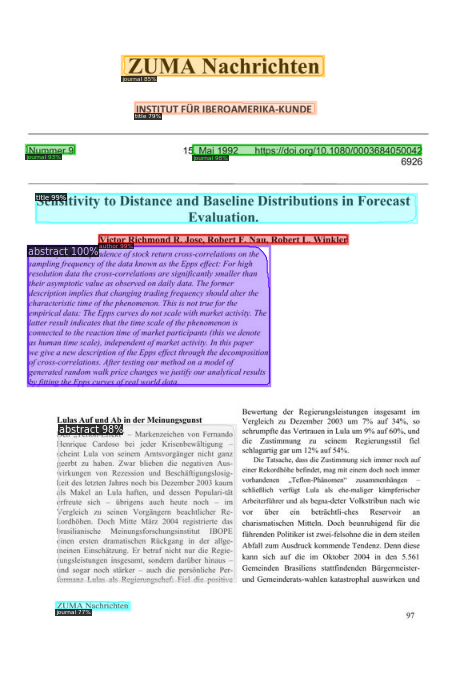 ZUMA Nachrichten
journal 85%
INSTITUT FÜR IBEROAMERIKA-KUNDE
title 79%
Nummer 9 15 Mai 1992 https://doi.org/10.1080/0003684050042
journal 93% journal 98% 6926
title 99%
Sensitivity to Distance and Baseline Distributions in Forecast
Evaluation.
Victor Richmond R. Jose, Robert F. Nau, Robert L. Winkler
author 99%
abstract 100% dence of stock return cross-correlations on the
sampling frequency of the data known as the Epps effect: For high
resolution data the cross-correlations are significantly smaller than
their asymptotic value as observed on daily data. The former
description implies that changing trading frequency should alter the
characteristic time of the phenomenon. This is not true for the
empirical data: The Epps curves do not scale with market activity. The
latter result indicates that the time scale of the phenomenon is
connected to the reaction time of market participants (this we denote
as human time scale), independent of market activity. In this paper
we give a new description of the Epps effect through the decomposition
of cross-correlations. After testing our method on a model of
generated random walk price changes we justify our analytical results
by fitting the Epps curves of real world data.
Lulas Auf und Ab in der Meinungsgunst
abstract 98%
– Markenzeichen von Fernando
Henrique Cardoso bei jeder Krisenbewältigung –
scheint Lula von seinem Amtsvorgänger nicht ganz
geerbt zu haben. Zwar blieben die negativen Aus-
wirkungen von Rezession und Beschäftigungslosig-
keit des letzten Jahres noch bis Dezember 2003 kaum
als Makel an Lula haften, und dessen Populari-tät
erfreute sich – übrigens auch heute noch – im
Vergleich zu seinen Vorgängern beachtlicher Re-
kordhöhen. Doch Mitte März 2004 registrierte das
brasilianische Meinungsforschungsinstitut IBOPE
einen ersten dramatischen Rückgang in der allge-
meinen Einschätzung. Er betraf nicht nur die Regie-
rungsleistungen insgesamt, sondern darüber hinaus –
und sogar noch stärker – auch die persönliche Per-
formanz Lulas als Regierungschef: Fiel die positive
Bewertung der Regierungsleistungen insgesamt im
Vergleich zu Dezember 2003 um 7% auf 34%, so
schrumpfte das Vertrauen in Lula um 9% auf 60%, und
die Zustimmung zu seinem Regierungsstil fiel
schlagartig gar um 12% auf 54%.
Die Tatsache, dass die Zustimmung sich immer noch auf
einer Rekordhöhe befindet, mag mit einem doch noch immer
vorhandenen „Teflon-Phänomen“ zusammenhängen –
schließlich verfügt Lula als ehe-maliger kämpferischer
Arbeiterführer und als begna-deter Volkstribun nach wie
vor über ein beträchtli-ches Reservoir an
charismatischen Mitteln. Doch beunruhigend für die
führenden Politiker ist zwei-felsohne die in dem steilen
Abfall zum Ausdruck kommende Tendenz. Denn diese
kann sich auf die im Oktober 2004 in den 5.561
Gemeinden Brasiliens stattfindenden Bürgermeister-
und Gemeinderats-wahlen katastrophal auswirken und
ZUMA Nachrichten
journal 77%
97